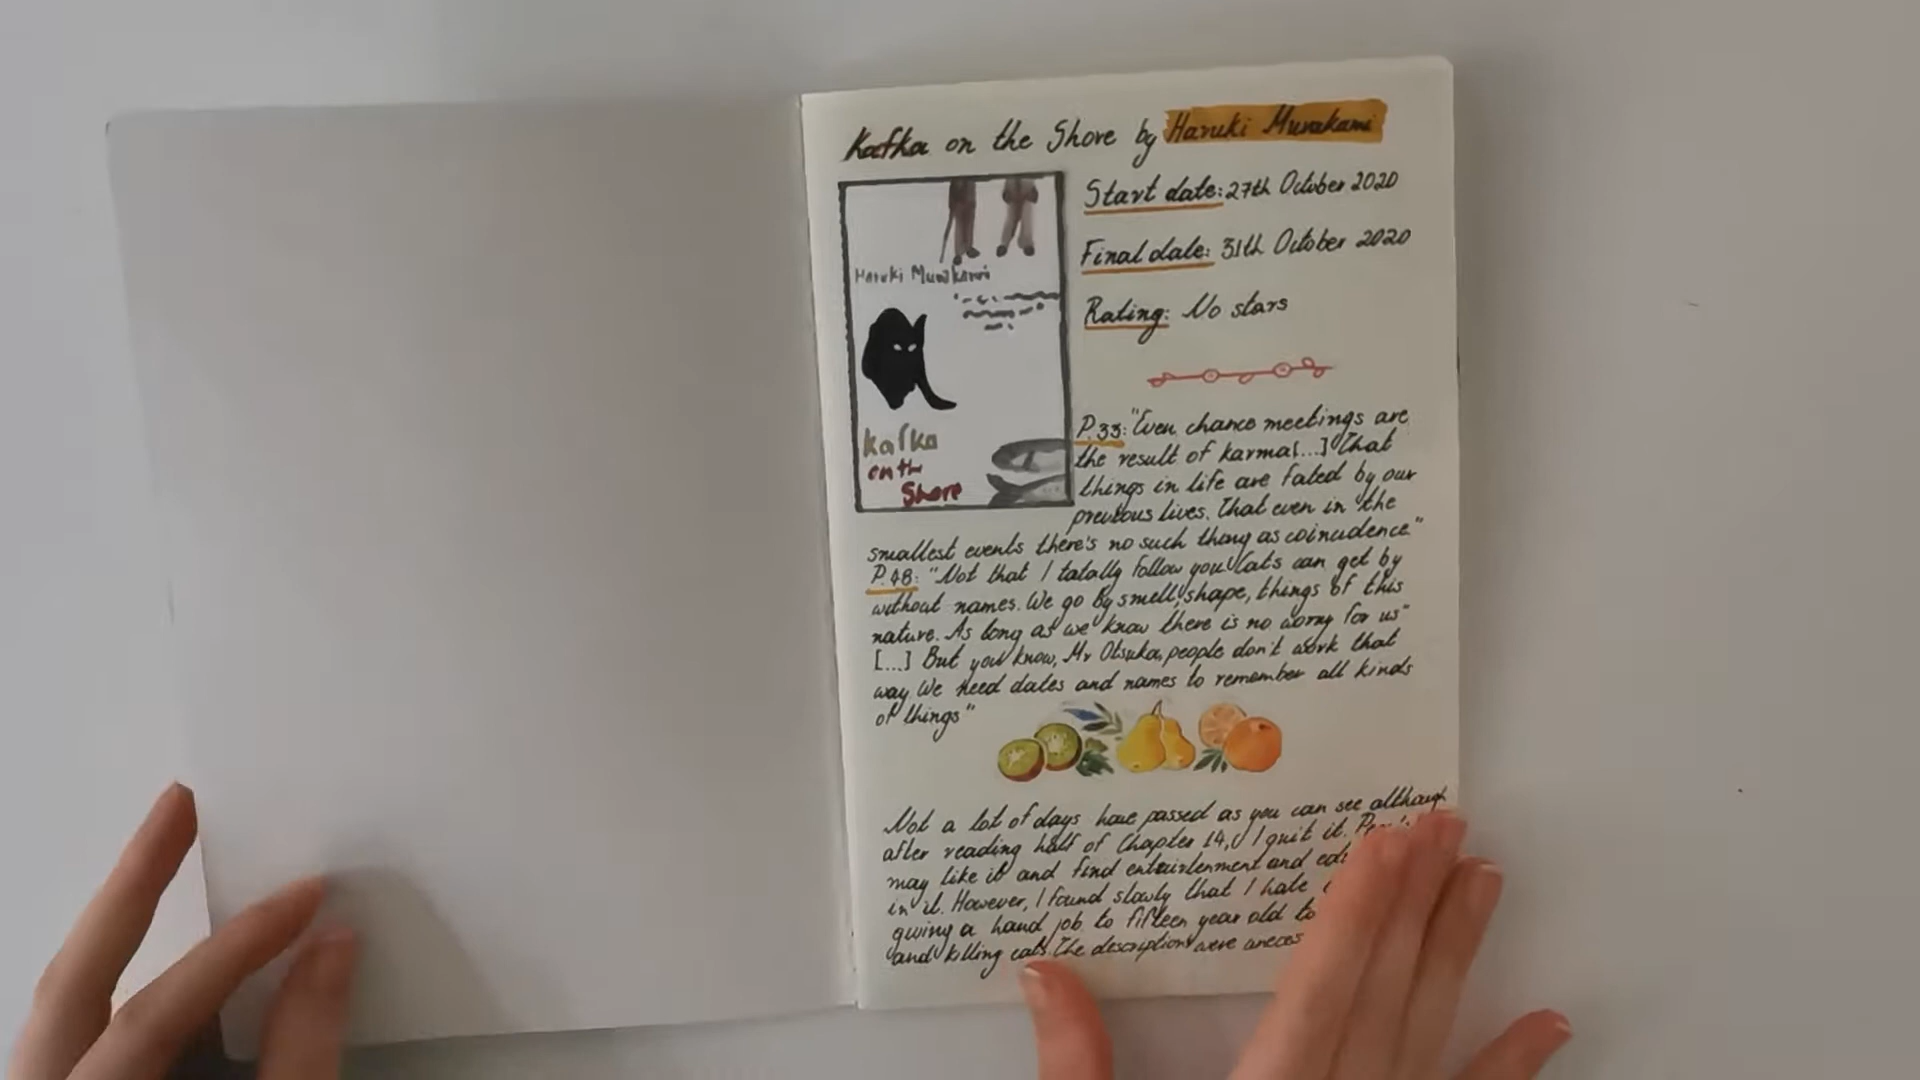 Kafka on the Shore by Haruki Murakami
Haruki Murakami
kafka
on the
Shore
Start date: 27th October 2020
Final date: 31th October 2020
Rating: No stars
P.33: "Even chance meetings are
the result of karma[...] That
things in life are fated by our
previous lives. That even in the
smallest events there's no such thing as coincidence."
P.48: "Not that I totally follow you. Cats can get by
without names. We go by smell, shape, things of this
nature. As long as we know there is no worry for us"
[...] But you know, Mr Otsuka, people don't work that
way. We need dates and names to remember all kinds
of things"
Not a lot of days have passed as you can see although
after reading half of Chapter 14, I quit it.
may like it and find and
in it. However, I found slowly that I hate
giving a hand job to fifteen year old
and killing cats. The descriptions were